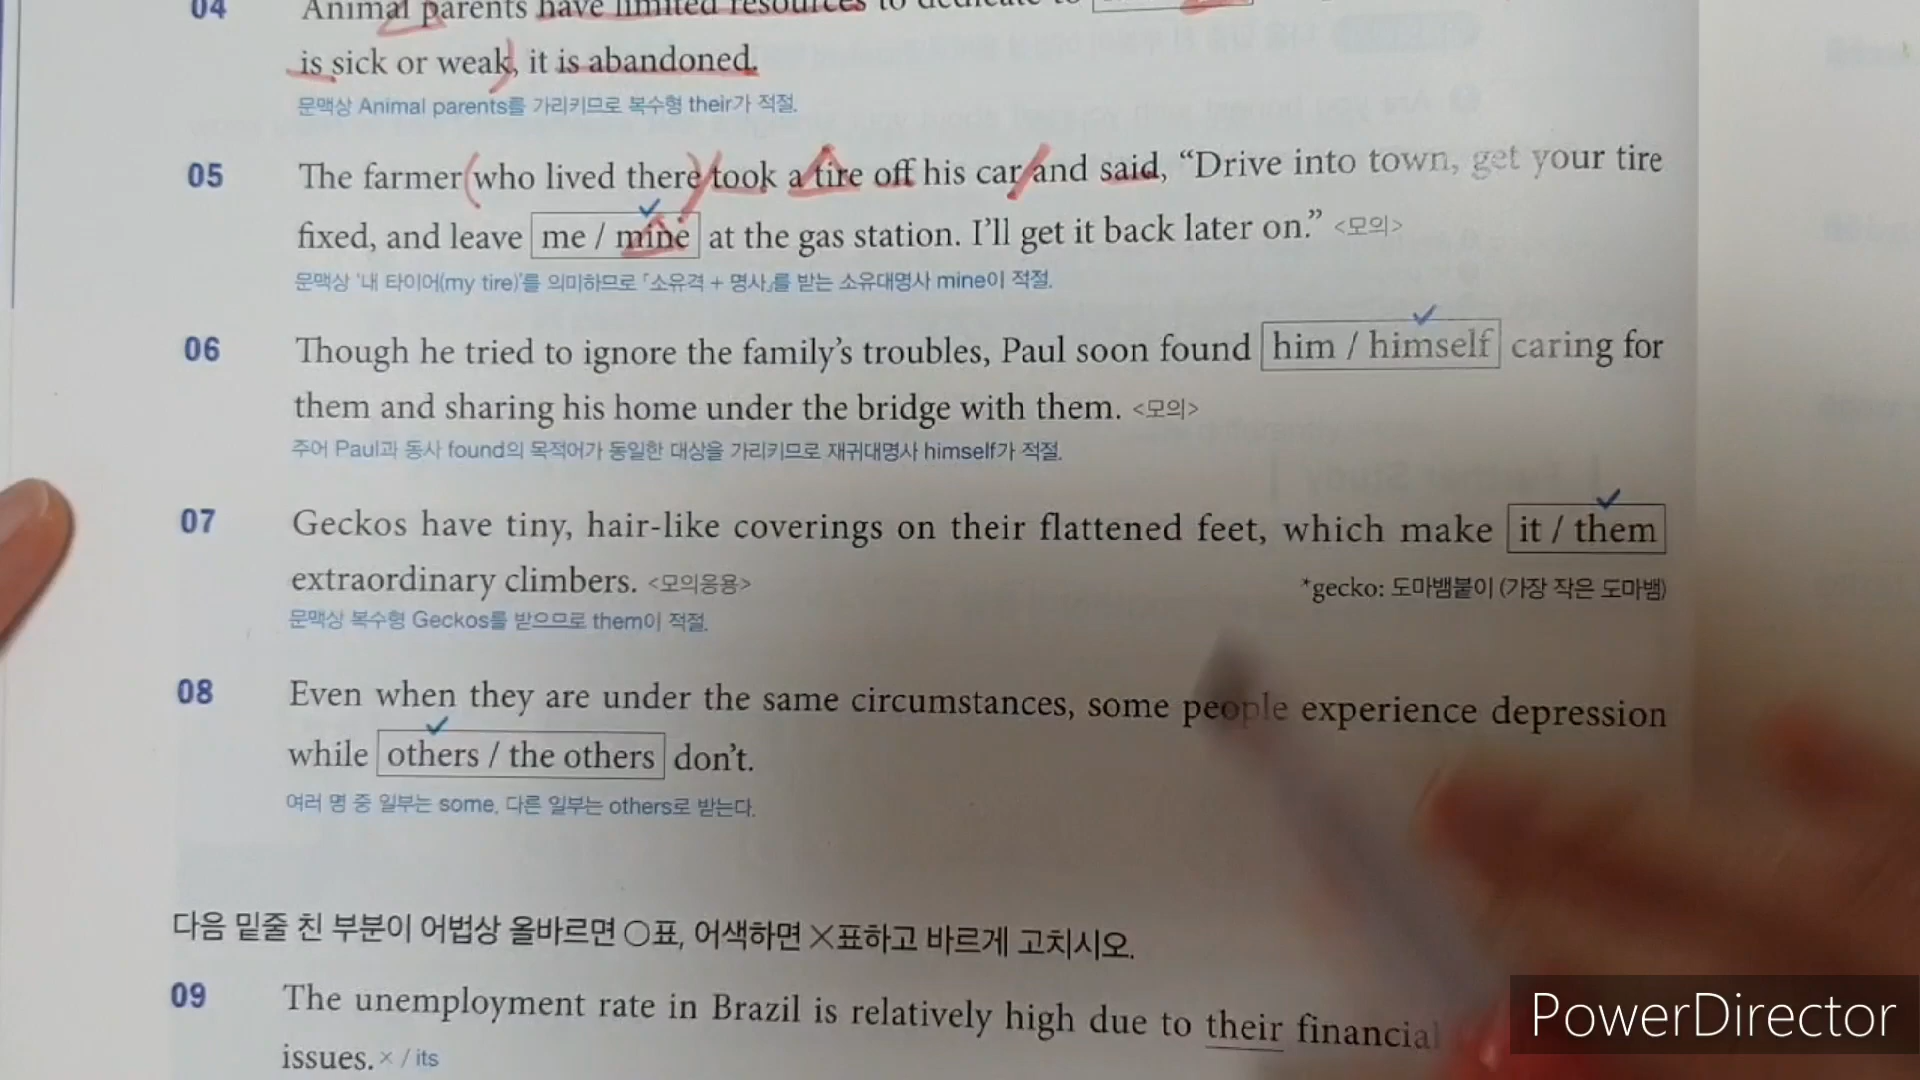 04 Animal parents have limited resources to dedicate to
is sick or weak, it is abandoned.
문맥상 Animal parents를 가리키므로 복수형 their가 적절.
05 The farmer who lived there took a tire off his car and said, “Drive into town, get your tire
fixed, and leave me / mine at the gas station. I’ll get it back later on.” <모의>
문맥상 ‘내 타이어(my tire)’를 의미하므로 「소유격 + 명사」를 받는 소유대명사 mine이 적절.
06 Though he tried to ignore the family’s troubles, Paul soon found him / himself caring for
them and sharing his home under the bridge with them. <모의>
주어 Paul과 동사 found의 목적어가 동일한 대상을 가리키므로 재귀대명사 himself가 적절.
07 Geckos have tiny, hair-like coverings on their flattened feet, which make it / them
extraordinary climbers. <모의응용> *gecko: 도마뱀붙이 (가장 작은 도마뱀)
문맥상 복수형 Geckos를 받으므로 them이 적절.
08 Even when they are under the same circumstances, some people experience depression
while others / the others don’t.
여러 명 중 일부는 some, 다른 일부는 others로 받는다.
다음 밑줄 친 부분이 어법상 올바르면 ○표, 어색하면 ×표하고 바르게 고치시오.
09 The unemployment rate in Brazil is relatively high due to their financial
issues. × / its
PowerDirector